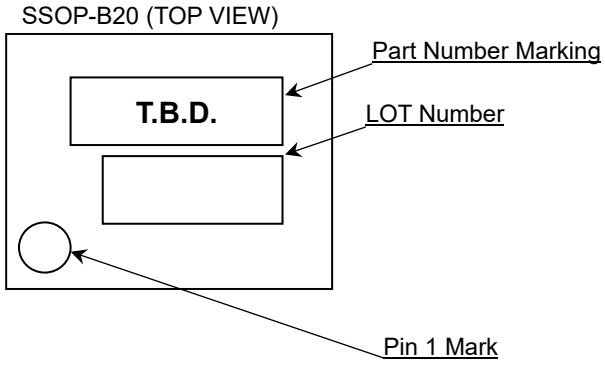 SSOP-B20 (TOP VIEW)
Part Number Marking
T.B.D.
LOT Number
Pin 1 Mark